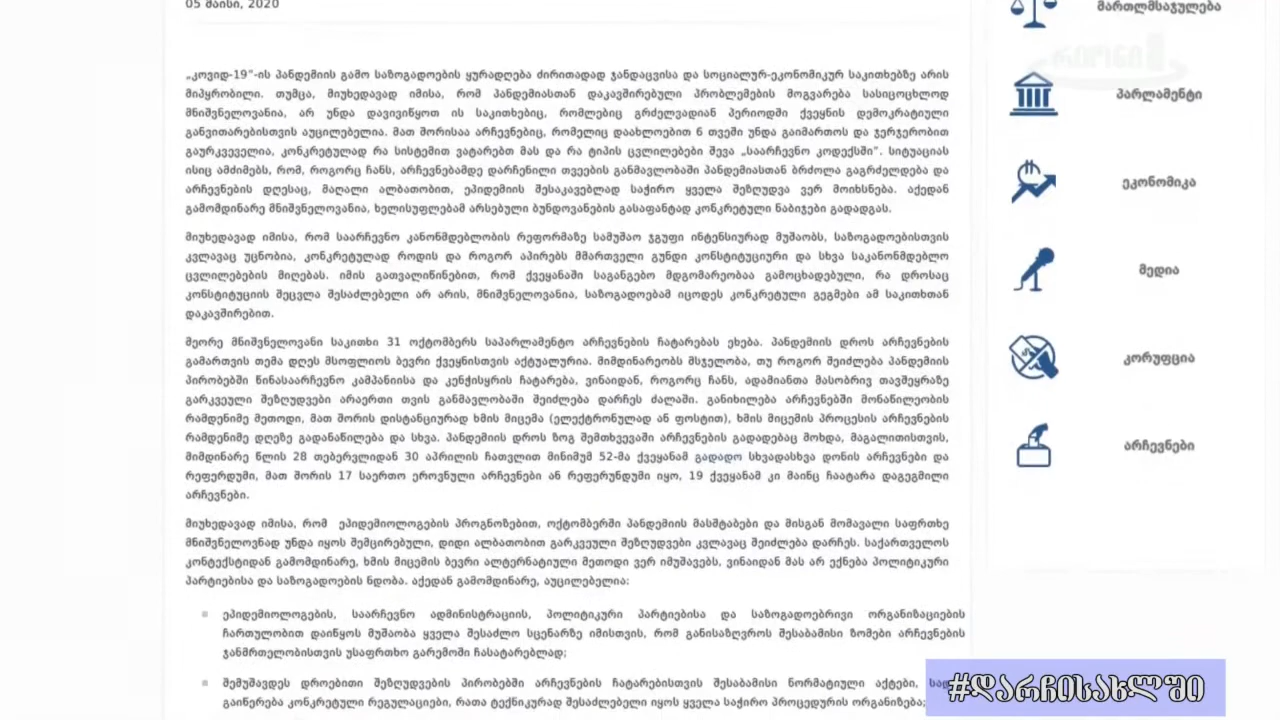 05 მაისი, 2020
„კოვიდ-19”-ის პანდემიის გამო საზოგადოების ყურადღება ძირითადად ჯანდაცვისა და სოციალურ-ეკონომიკურ საკითხებზე არის
მიპყრობილი. თუმცა, მიუხედავად იმისა, რომ პანდემიასთან დაკავშირებული პრობლემების მოგვარება სასიცოცხლოდ
მნიშვნელოვანია, არ უნდა დავივიწყოთ ის საკითხებიც, რომლებიც გრძელვადიან პერიოდში ქვეყნის დემოკრატიული
განვითარებისთვის აუცილებელია. მათ შორისაა არჩევნებიც, რომელიც დაახლოებით 6 თვეში უნდა გაიმართოს და ჯერჯერობით
გაურკვეველია, კონკრეტულად რა სისტემით ვატარებთ მას და რა ტიპის ცვლილებები შევა „საარჩევნო კოდექსში”. სიტუაციას
ისიც ამძიმებს, რომ, როგორც ჩანს, არჩევნებამდე დარჩენილი თვეების განმავლობაში პანდემიასთან ბრძოლა გაგრძელდება და
არჩევნების დღესაც, მაღალი ალბათობით, ეპიდემიის შესაკავებლად საჭირო ყველა შეზღუდვა ვერ მოიხსნება. აქედან
გამომდინარე მნიშვნელოვანია, ხელისუფლებამ არსებული ბუნდოვანების გასაფანტად კონკრეტული ნაბიჯები გადადგას.
მიუხედავად იმისა, რომ საარჩევნო კანონმდებლობის რეფორმაზე სამუშაო ჯგუფი ინტენსიურად მუშაობს, საზოგადოებისთვის
კვლავაც უცნობია, კონკრეტულად როდის და როგორ აპირებს მმართველი გუნდი კონსტიტუციური და სხვა საკანონმდებლო
ცვლილებების მიღებას. იმის გათვალიწინებით, რომ ქვეყანაში საგანგებო მდგომარეობაა გამოცხადებული, რა დროსაც
კონსტიტუციის შეცვლა შესაძლებელი არ არის, მნიშვნელოვანია, საზოგადოებამ იცოდეს კონკრეტული გეგმები ამ საკითხთან
დაკავშირებით.
მეორე მნიშვნელოვანი საკითხი 31 ოქტომბერს საპარლამენტო არჩევნების ჩატარებას ეხება. პანდემიის დროს არჩევნების
გამართვის თემა დღეს მსოფლიოს ბევრი ქვეყნისთვის აქტუალურია. მიმდინარეობს მსჯელობა, თუ როგორ შეიძლება პანდემიის
პირობებში წინასაარჩევნო კამპანიისა და კენჭისყრის ჩატარება, ვინაიდან, როგორც ჩანს, ადამიანთა მასობრივ თავშეყრაზე
გარკვეული შეზღუდვები არაერთი თვის განმავლობაში შეიძლება დარჩეს ძალაში. განიხილება არჩევნებში მონაწილეობის
რამდენიმე მეთოდი, მათ შორის დისტანციურად ხმის მიცემა (ელექტრონულად ან ფოსტით), ხმის მიცემის პროცესის არჩევნების
რამდენიმე დღეზე გადანაწილება და სხვა. პანდემიის დროს ზოგ შემთხვევაში არჩევნების გადადებაც მოხდა, მაგალითისთვის,
მიმდინარე წლის 28 თებერვლიდან 30 აპრილის ჩათვლით მინიმუმ 52-მა ქვეყანამ გადადო სხვადასხვა დონის არჩევნები და
რეფერდუმი, მათ შორის 17 საერთო ეროვნული არჩევნები ან რეფერუნდუმი იყო, 19 ქვეყანამ კი მაინც ჩაატარა დაგეგმილი
არჩევნები.
მიუხედავად იმისა, რომ ეპიდემიოლოგების პროგნოზებით, ოქტომბერში პანდემიის მასშტაბები და მისგან მომავალი საფრთხე
მნიშვნელოვნად უნდა იყოს შემცირებული, დიდი ალბათობით გარკვეული შეზღუდვები კვლავაც შეიძლება დარჩეს. საქართველოს
კონტექსტიდან გამომდინარე, ხმის მიცემის ბევრი ალტერნატიული მეთოდი ვერ იმუშავებს, ვინაიდან მას არ ექნება პოლიტიკური
პარტიებისა და საზოგადოების ნდობა. აქედან გამომდინარე, აუცილებელია:
ეპიდემიოლოგების, საარჩევნო ადმინისტრაციის, პოლიტიკური პარტიებისა და საზოგადოებრივი ორგანიზაციების
ჩართულობით დაიწყოს მუშაობა ყველა შესაძლო სცენარზე იმისთვის, რომ განისაზღვროს შესაბამისი ზომები არჩევნების
ჯანმრთელობისთვის უსაფრთხო გარემოში ჩასატარებლად;
შემუშავდეს დროებითი შეზღუდვების პირობებში არჩევნების ჩატარებისთვის შესაბამისი ნორმატიული აქტები,
გაიწერება კონკრეტული რეგულაციები, რათა ტექნიკურად შესაძლებელი იყოს ყველა საჭირო პროცედურის ორგანიზება;
მართლმსაჯულება
რიონი
პარლამენტი
ეკონომიკა
მედია
კორუფცია
არჩევნები
#დარჩისახლში